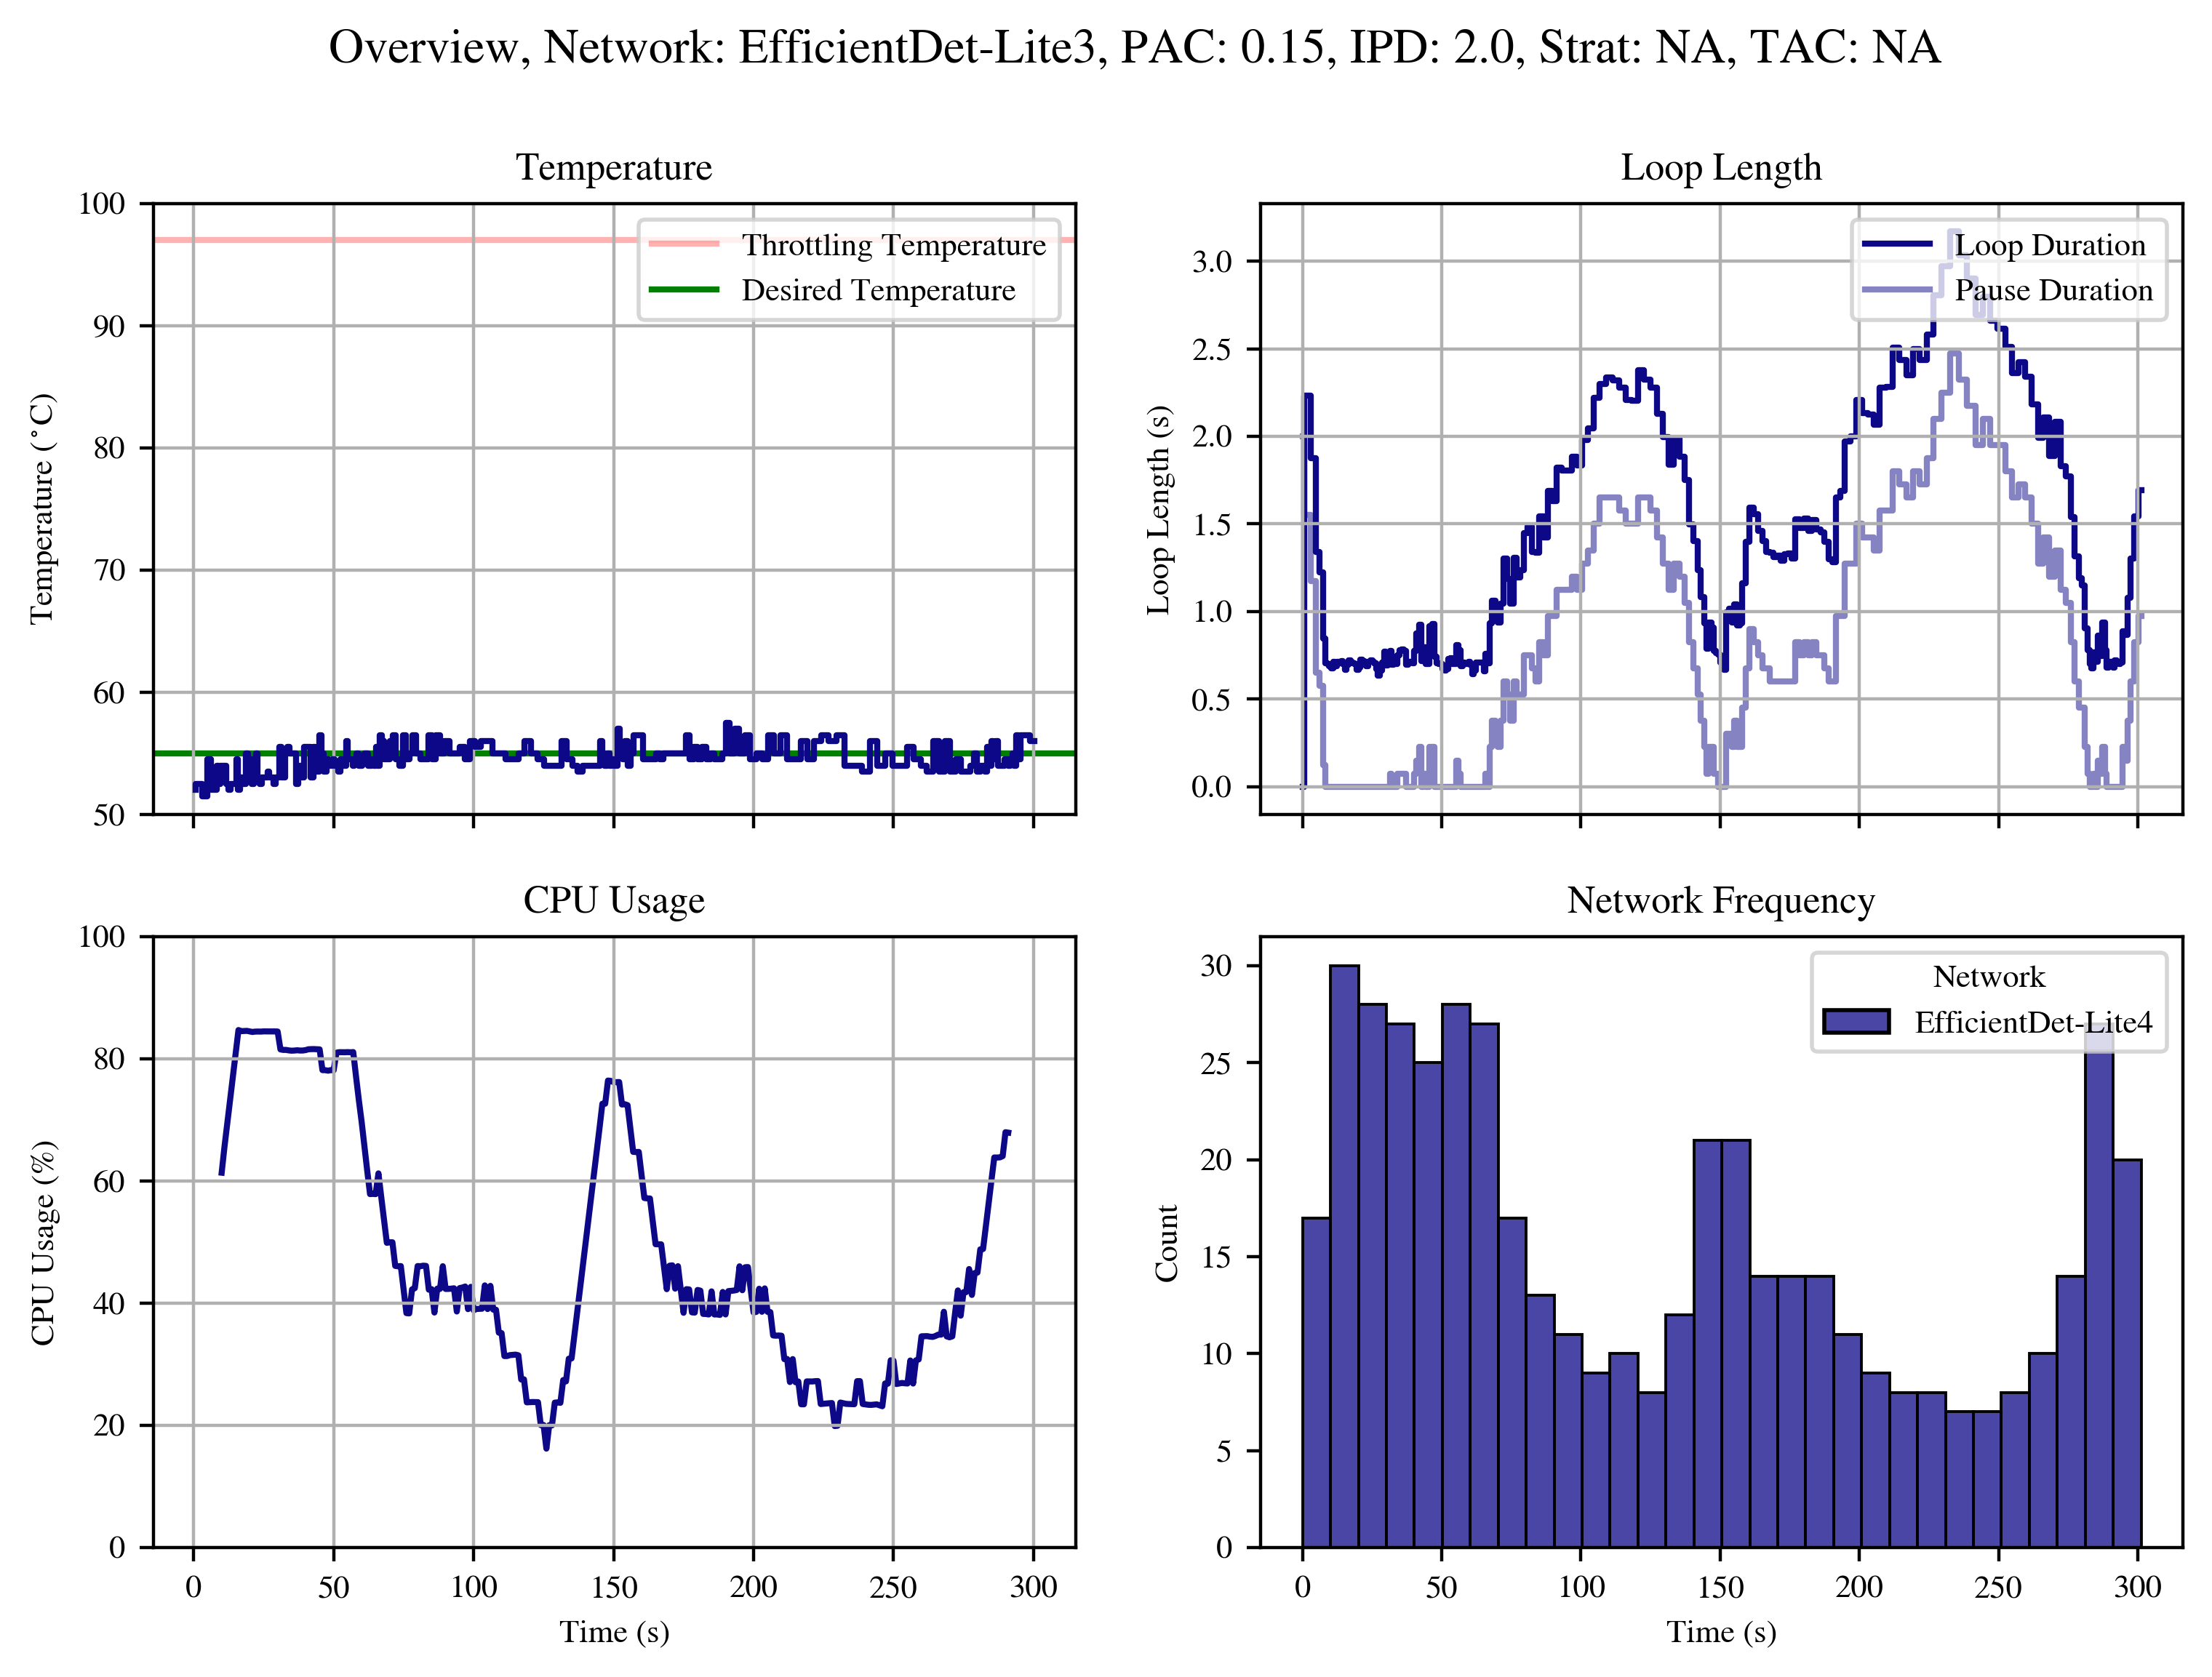 Overview, Network: EfficientDet-Lite3, PAC: 0.15, IPD: 2.0, Strat: NA, TAC: NA
Temperature
100
90
80
70
60
50
Temperature (°C)
Throttling Temperature
Desired Temperature
Loop Length
3.0
2.5
2.0
1.5
1.0
0.5
0.0
Loop Length (s)
Loop Duration
Pause Duration
CPU Usage
100
80
60
40
20
0
CPU Usage (%)
0 50 100 150 200 250 300
Time (s)
Network Frequency
30
25
20
15
10
5
0
Count
Network
EfficientDet-Lite4
0 50 100 150 200 250 300
Time (s)